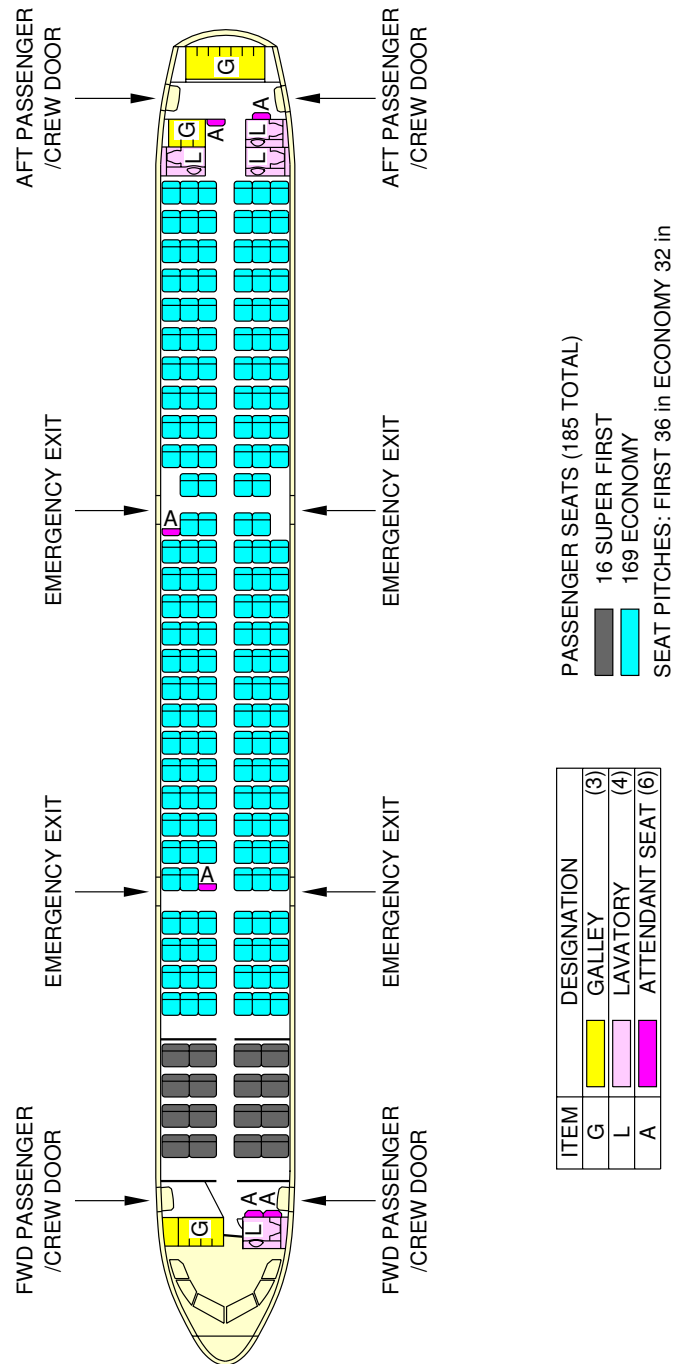 FWD PASSENGER
/CREW DOOR
EMERGENCY EXIT
EMERGENCY EXIT
AFT PASSENGER
/CREW DOOR
G
L
A
A
A
A
L
G
A
L
L
A
G
FWD PASSENGER
/CREW DOOR
EMERGENCY EXIT
EMERGENCY EXIT
AFT PASSENGER
/CREW DOOR
ITEM DESIGNATION
G GALLEY (3)
L LAVATORY (4)
A ATTENDANT SEAT (6)
PASSENGER SEATS (185 TOTAL)
16 SUPER FIRST
169 ECONOMY
SEAT PITCHES: FIRST 36 in ECONOMY 32 in